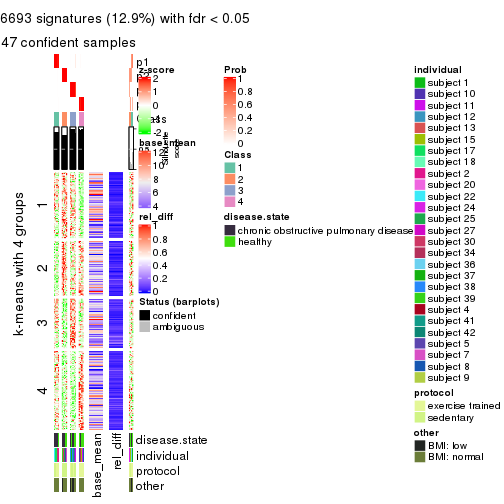 6693 signatures (12.9%) with fdr < 0.05
47 confident samples
p1
z-score
2
1
0
-1
-2
base_mean
12
10
8
6
4
rel_diff
1
0.8
0.6
0.4
0.2
0
Status (barplots)
confident
ambiguous
Prob
1
0.8
0.6
0.4
0.2
0
Class
1
2
3
4
disease.state
chronic obstructive pulmonary disease
healthy
individual
subject 1
subject 10
subject 11
subject 12
subject 13
subject 15
subject 17
subject 18
subject 2
subject 20
subject 22
subject 24
subject 25
subject 27
subject 30
subject 34
subject 36
subject 37
subject 38
subject 39
subject 4
subject 41
subject 42
subject 5
subject 7
subject 8
subject 9
protocol
exercise trained
sedentary
other
BMI: low
BMI: normal
k-means with 4 groups
1
2
3
4
base_mean
rel_diff
disease.state
individual
protocol
other